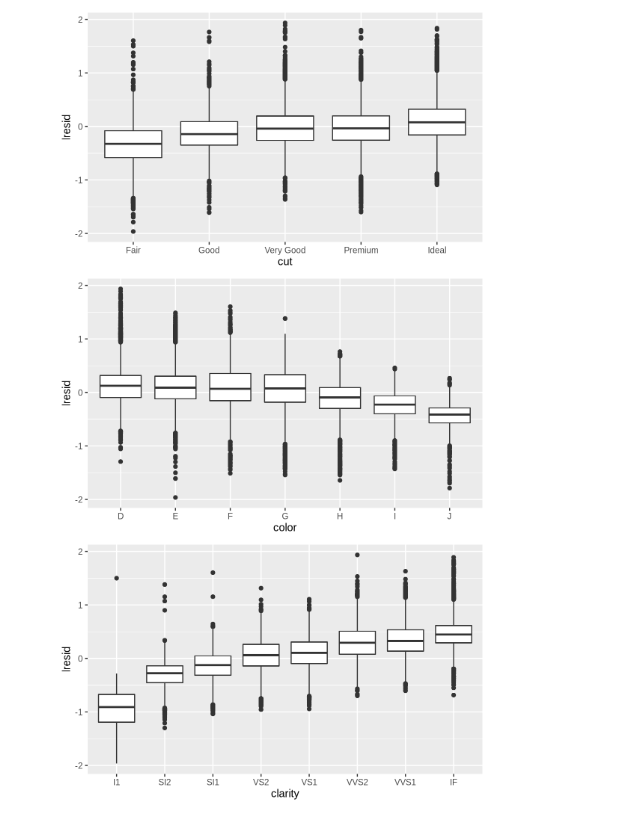 2
1
0
-1
-2
lresid
Fair Good Very Good Premium Ideal
cut
2
1
0
-1
-2
lresid
D E F G H I J
color
2
1
0
-1
-2
lresid
I1 SI2 SI1 VS2 VS1 VVS2 VVS1 IF
clarity